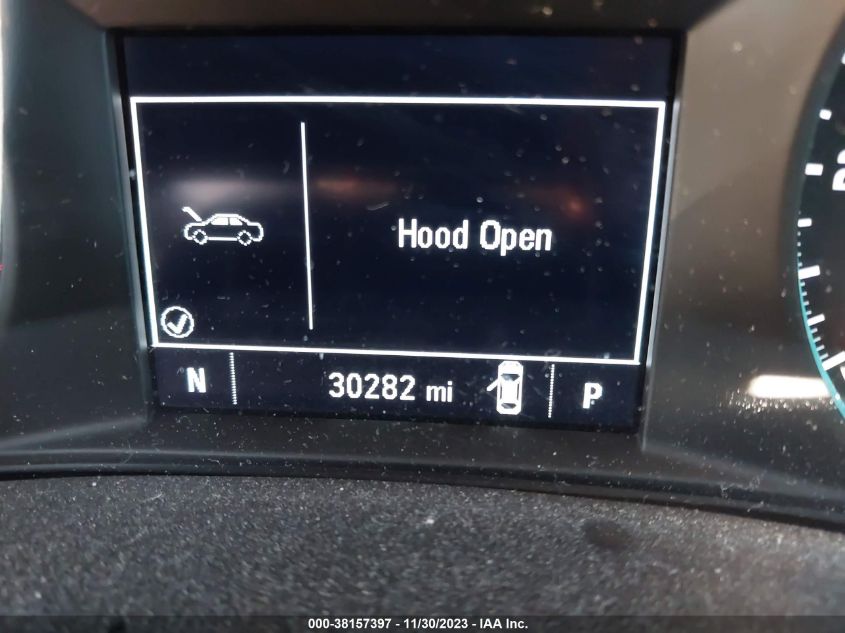 Hood Open
N 30282 mi P
000-38157397 - 11/30/2023 - IAA Inc.